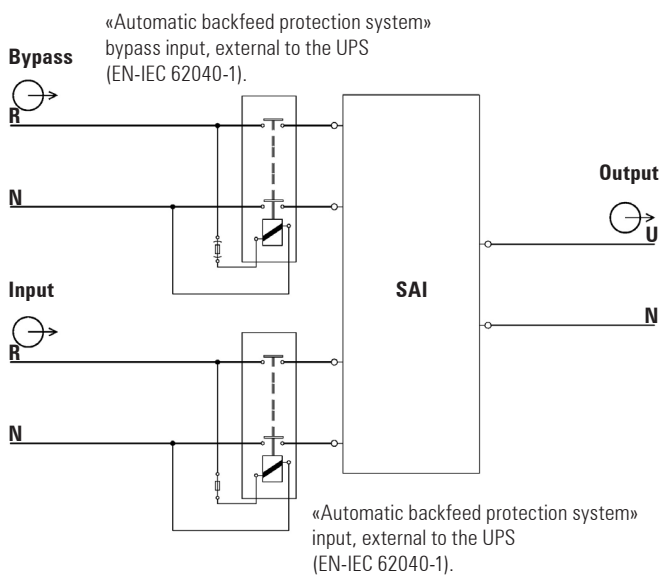 «Automatic backfeed protection system»
bypass input, external to the UPS
(EN-IEC 62040-1).
Bypass
R
N
Output
U
N
SAI
Input
R
N
«Automatic backfeed protection system»
input, external to the UPS
(EN-IEC 62040-1).